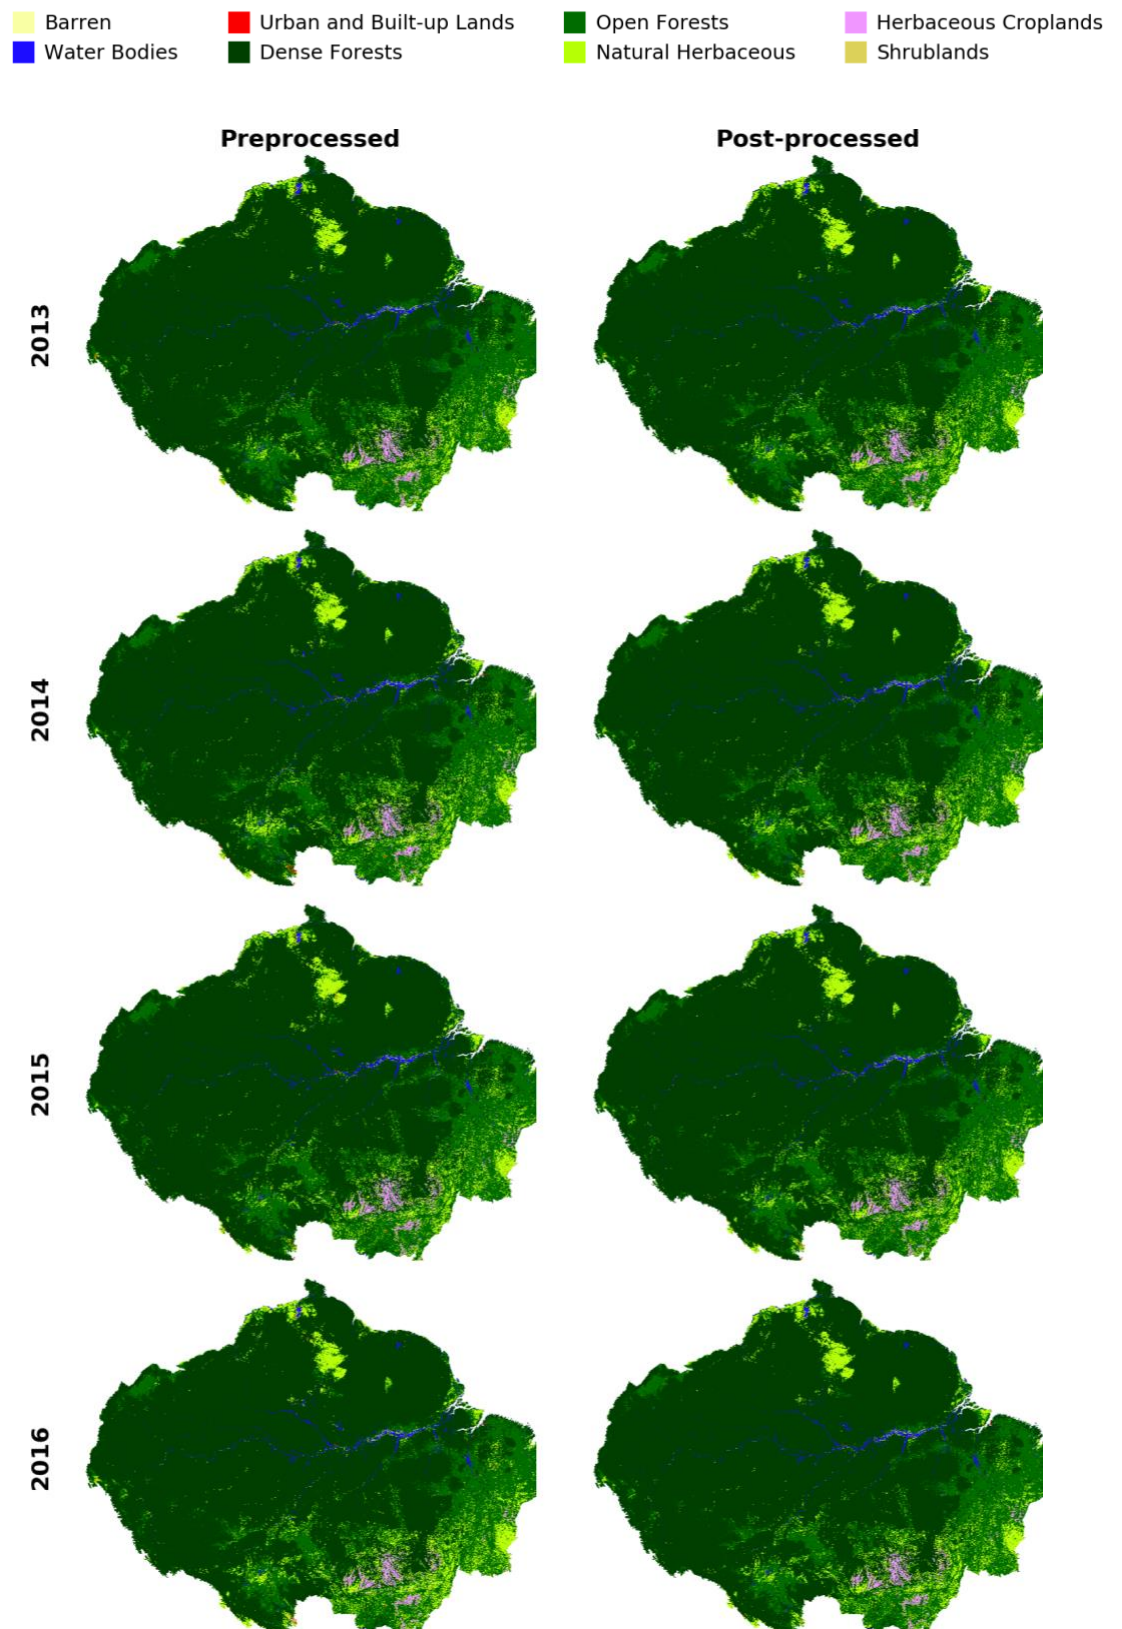 Barren Urban and Built-up Lands Open Forests Herbaceous Croplands
Water Bodies Dense Forests Natural Herbaceous Shrublands
Preprocessed Post-processed
2013
2014
2015
2016